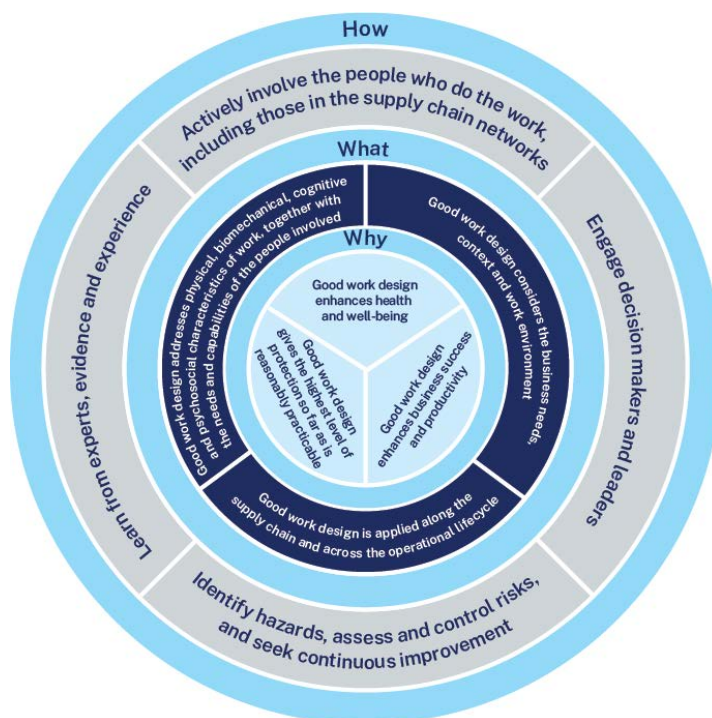 How
Actively involve the people who do the work,
including those in the supply chain networks
Engage decision makers and leaders
Identify hazards, assess and control risks,
and seek continuous improvement
Learn from experts, evidence and experience
What
Good work design considers the business needs,
context and work environment
Good work design is applied along the
supply chain and across the operational lifecycle
Good work design addresses physical, biomechanical, cognitive
and psychosocial characteristics of work, together with
the needs and capabilities of the people involved
Why
Good work design
enhances health
and well-being
Good work design
enhances business success
and productivity
Good work design
gives the highest level of
protection so far as is
reasonably practicable